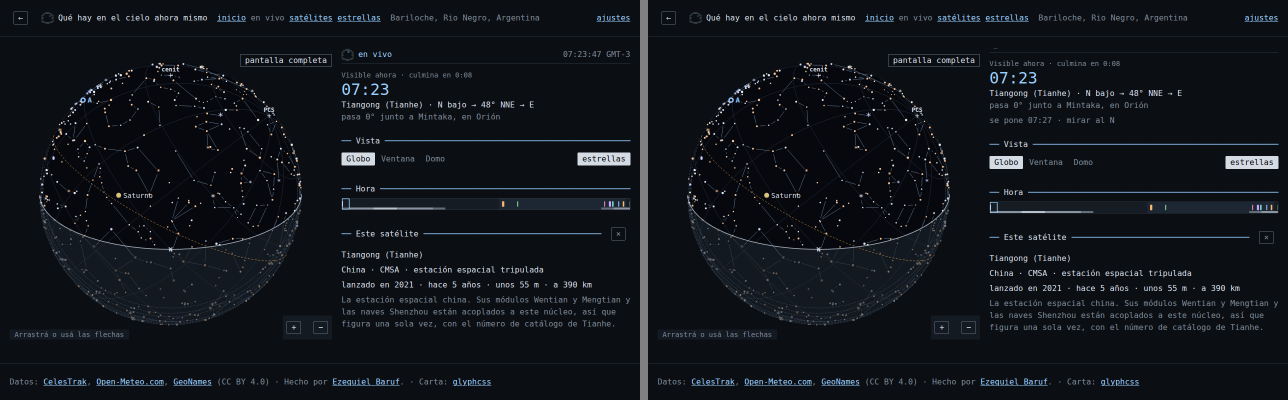 ← Qué hay en el cielo ahora mismo inicio en vivo satélites estrellas Bariloche, Rio Negro, Argentina ajustes
pantalla completa
cenit
A
PCS
Saturno
Arrastrá o usá las flechas
+ −
en vivo 07:23:47 GMT-3
Visible ahora · culmina en 0:08
07:23
Tiangong (Tianhe) · N bajo → 48° NNE → E
pasa 0° junto a Mintaka, en Orión
Vista
Globo Ventana Domo estrellas
Hora
Este satélite ×
Tiangong (Tianhe)
China · CMSA · estación espacial tripulada
lanzado en 2021 · hace 5 años · unos 55 m · a 390 km
La estación espacial china. Sus módulos Wentian y Mengtian y
las naves Shenzhou están acoplados a este núcleo, así que
figura una sola vez, con el número de catálogo de Tianhe.
Datos: CelesTrak, Open-Meteo.com, GeoNames (CC BY 4.0) · Hecho por Ezequiel Baruf. · Carta: glyphcss
← Qué hay en el cielo ahora mismo inicio en vivo satélites estrellas Bariloche, Rio Negro, Argentina ajustes
pantalla completa
cenit
A
PCS
Saturno
Arrastrá o usá las flechas
+ −
Visible ahora · culmina en 0:08
07:23
Tiangong (Tianhe) · N bajo → 48° NNE → E
pasa 0° junto a Mintaka, en Orión
se pone 07:27 · mirar al N
Vista
Globo Ventana Domo estrellas
Hora
Este satélite ×
Tiangong (Tianhe)
China · CMSA · estación espacial tripulada
lanzado en 2021 · hace 5 años · unos 55 m · a 390 km
La estación espacial china. Sus módulos Wentian y Mengtian y
las naves Shenzhou están acoplados a este núcleo, así que
figura una sola vez, con el número de catálogo de Tianhe.
Datos: CelesTrak, Open-Meteo.com, GeoNames (CC BY 4.0) · Hecho por Ezequiel Baruf. · Carta: glyphcss